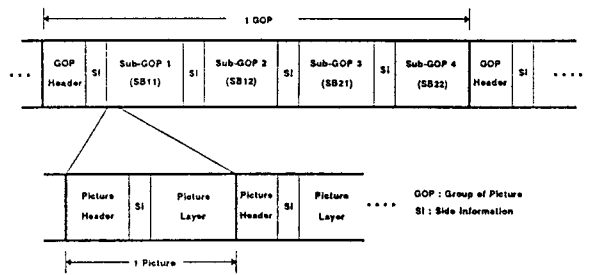 1 GOP
GOP Header SI Sub-GOP 1 (SB11) SI Sub-GOP 2 (SB12) SI Sub-GOP 3 (SB21) SI Sub-GOP 4 (SB22) GOP Header SI
Picture Header SI Picture Layer Picture Header SI Picture Layer
GOP : Group of Picture
SI : Side Information
1 Picture